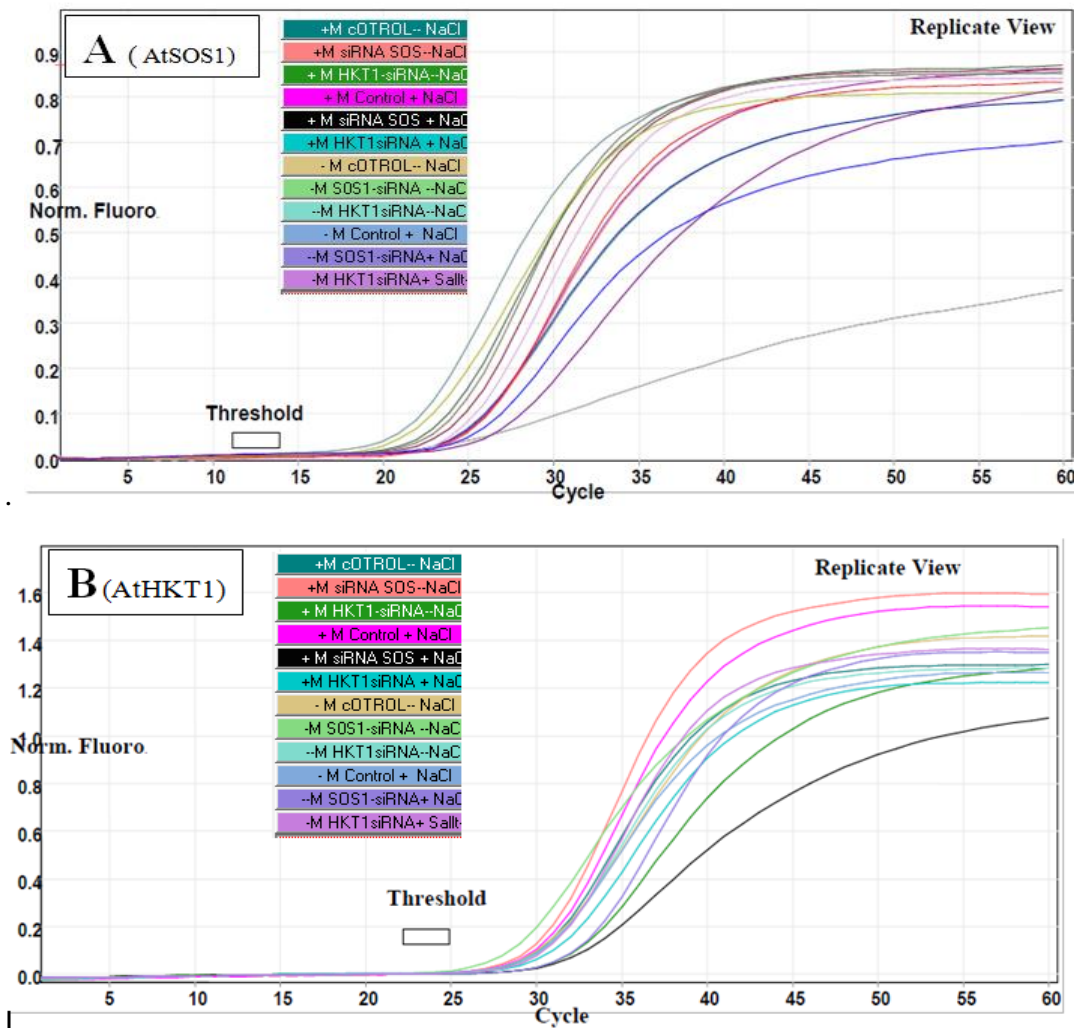 A ( AtSOS1)
Replicate View
+M cOTROL-- NaCl
+M siRNA SOS--NaCl
+ M HKT1-siRNA--NaC
+ M Control + NaCl
+ M siRNA SOS + NaC
+M HKT1siRNA + NaC
- M cOTROL-- NaCl
-M SOS1-siRNA --NaC
--M HKT1siRNA--NaC
- M Control + NaCl
--M SOS1-siRNA+ NaC
-M HKT1siRNA+ Sallt-
0.9
0.8
0.7
0.6
Norm. Fluoro.
0.5
0.4
0.3
0.2
0.1
Threshold
0.0
5 10 15 20 25 30 35 40 45 50 55 60
Cycle
.
B (AtHKT1)
Replicate View
+M cOTROL-- NaCl
+M siRNA SOS--NaCl
+ M HKT1-siRNA--NaC
+ M Control + NaCl
+ M siRNA SOS + NaC
+M HKT1siRNA + NaC
- M cOTROL-- NaCl
-M SOS1-siRNA --NaC
--M HKT1siRNA--NaC
- M Control + NaCl
--M SOS1-siRNA+ NaC
-M HKT1siRNA+ Sallt-
1.6
1.4
1.2
1.0
Norm. Fluoro.
0.8
0.6
0.4
Threshold
0.2
0.0
5 10 15 20 25 30 35 40 45 50 55 60
Cycle